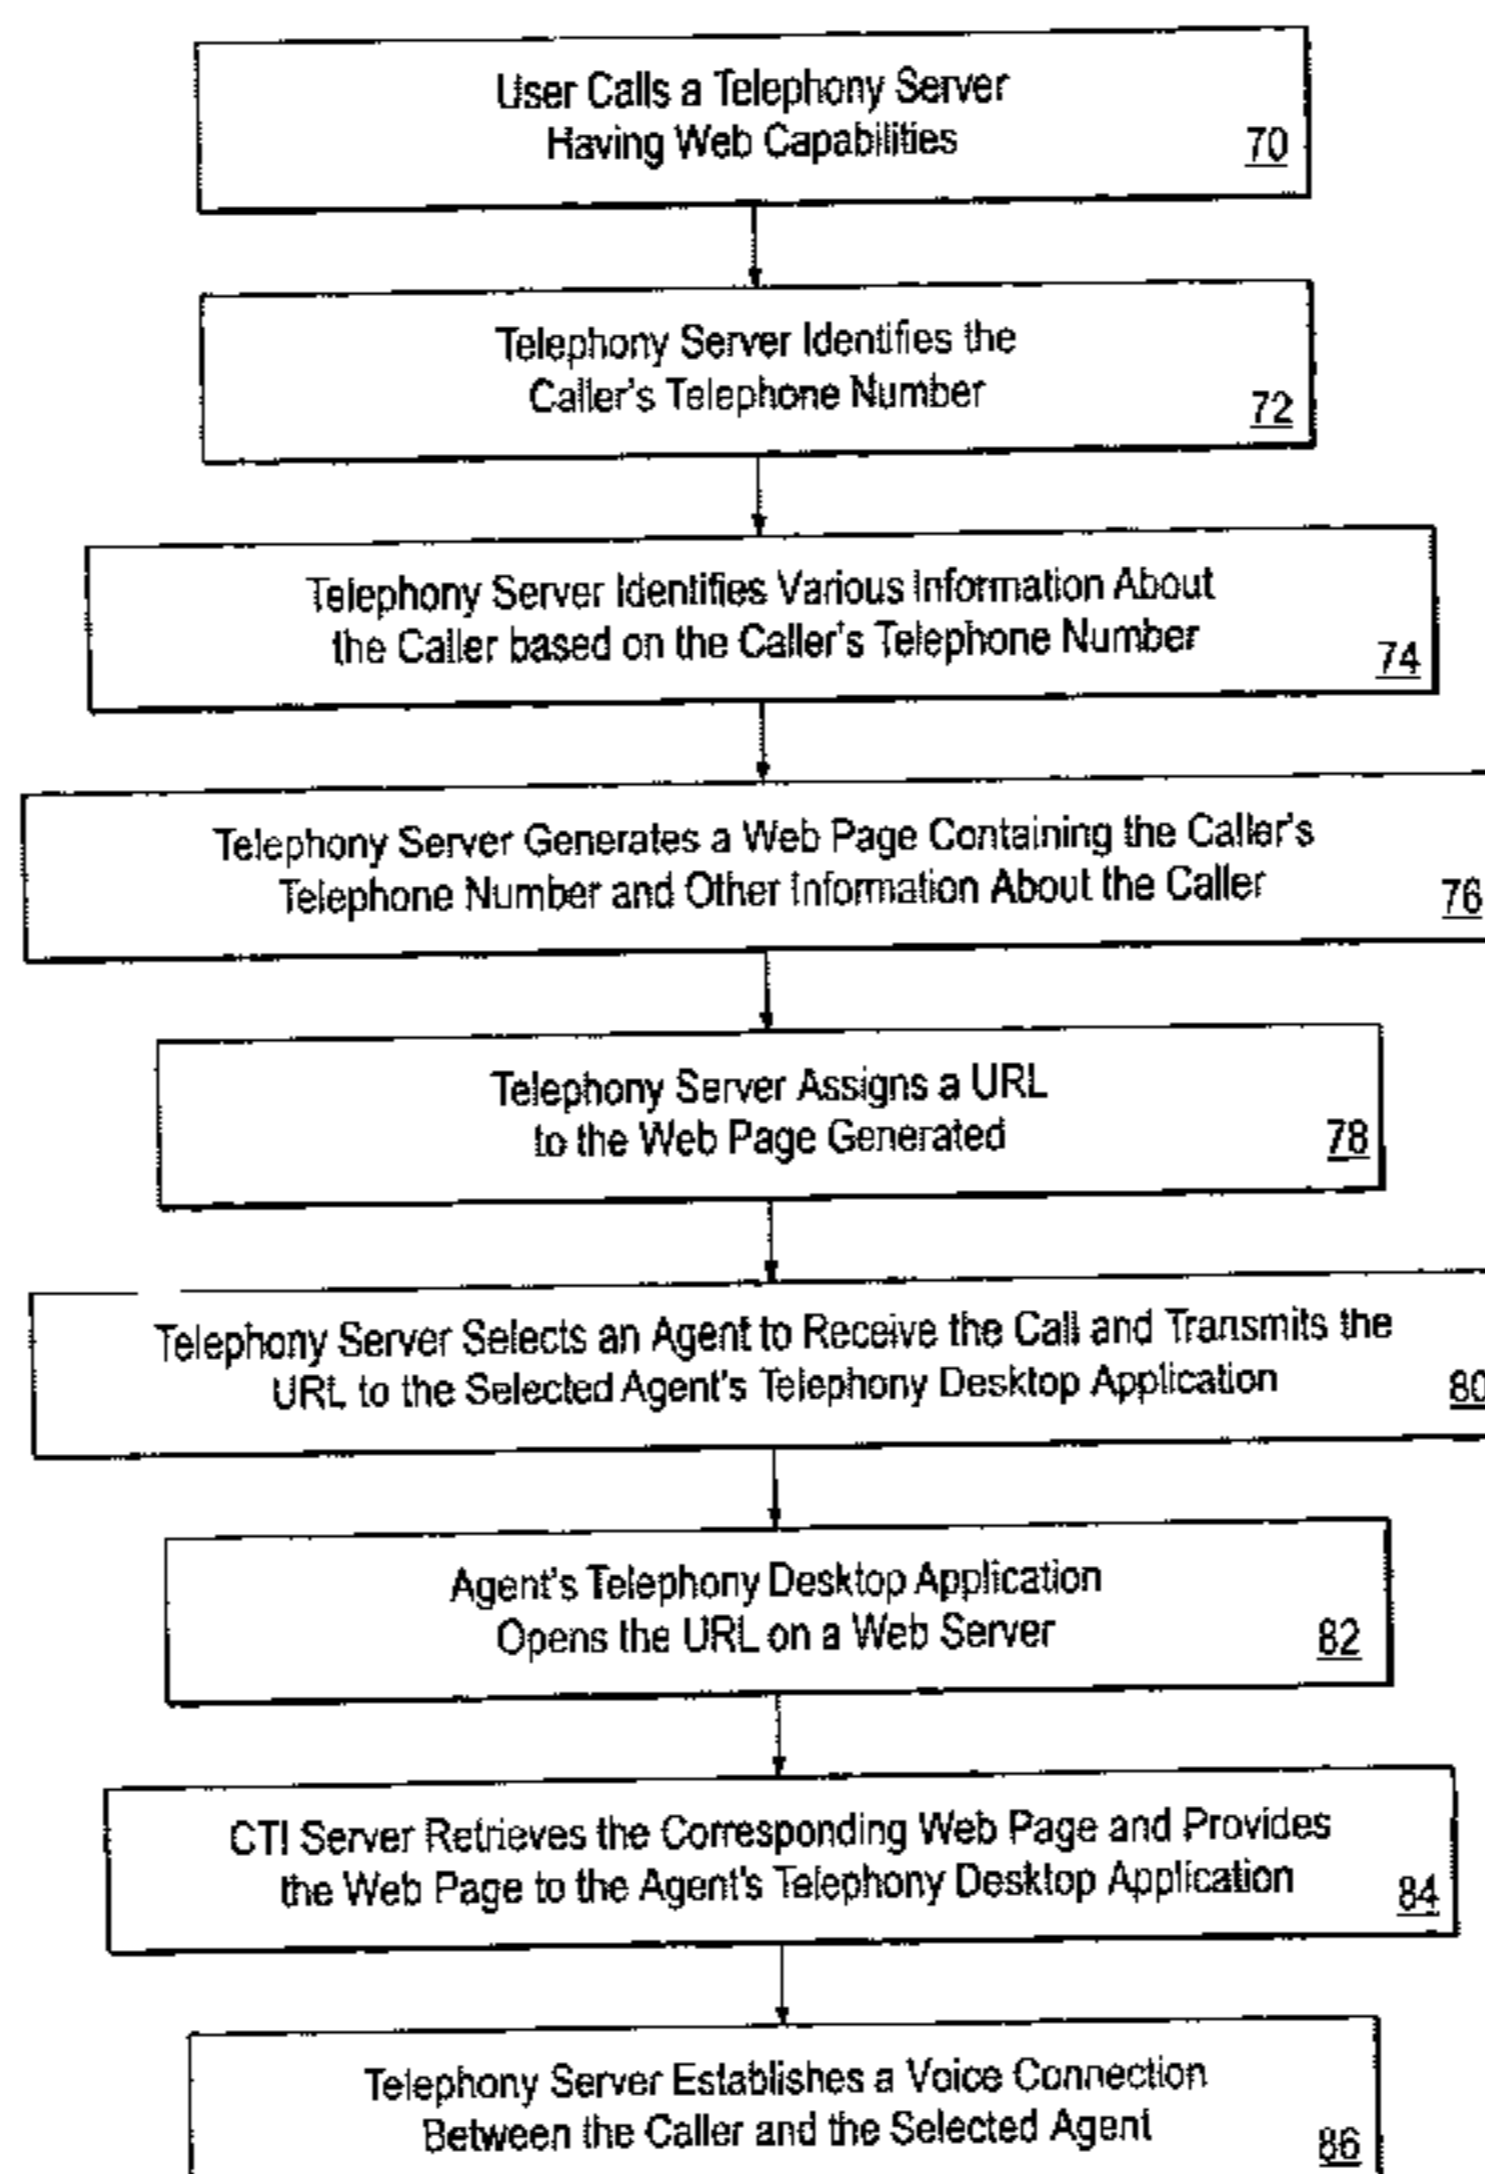 User Calls a Telephony Server
Having Web Capabilities
70
Telephony Server Identifies the
Caller's Telephone Number
72
Telephony Server Identifies Various Information About
the Caller based on the Caller's Telephone Number
74
Telephony Server Generates a Web Page Containing the Caller's
Telephone Number and Other Information About the Caller
76
Telephony Server Assigns a URL
to the Web Page Generated
78
Telephony Server Selects an Agent to Receive the Call and Transmits the
URL to the Selected Agent's Telephony Desktop Application
80
Agent's Telephony Desktop Application
Opens the URL on a Web Server
82
CTI Server Retrieves the Corresponding Web Page and Provides
the Web Page to the Agent's Telephony Desktop Application
84
Telephony Server Establishes a Voice Connection
Between the Caller and the Selected Agent
86